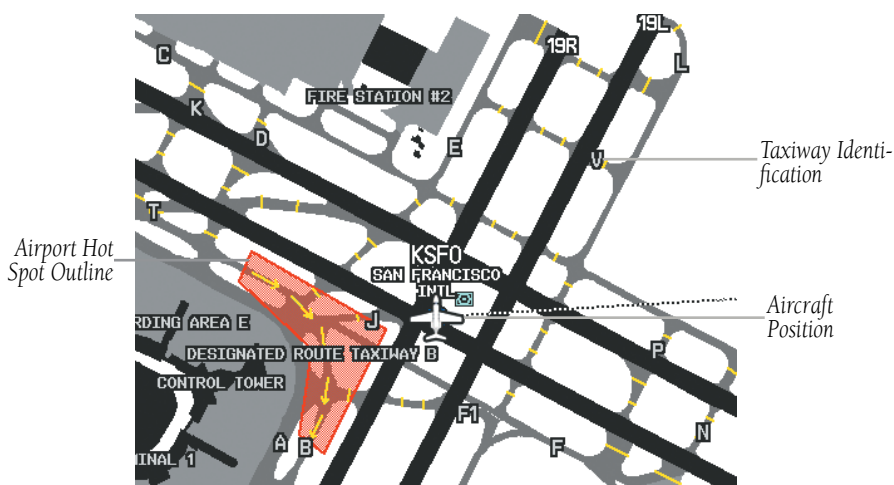 19L
19R
C
L
FIRE STATION #2
K
D
E
V
Taxiway Identi-
fication
T
Airport Hot
Spot Outline
KSFO
SAN FRANCISCO
INTL
RDING AREA E
J
Aircraft
Position
DESIGNATED ROUTE TAXIWAY B
P
CONTROL TOWER
F1
N
A
B
F
MINAL 1